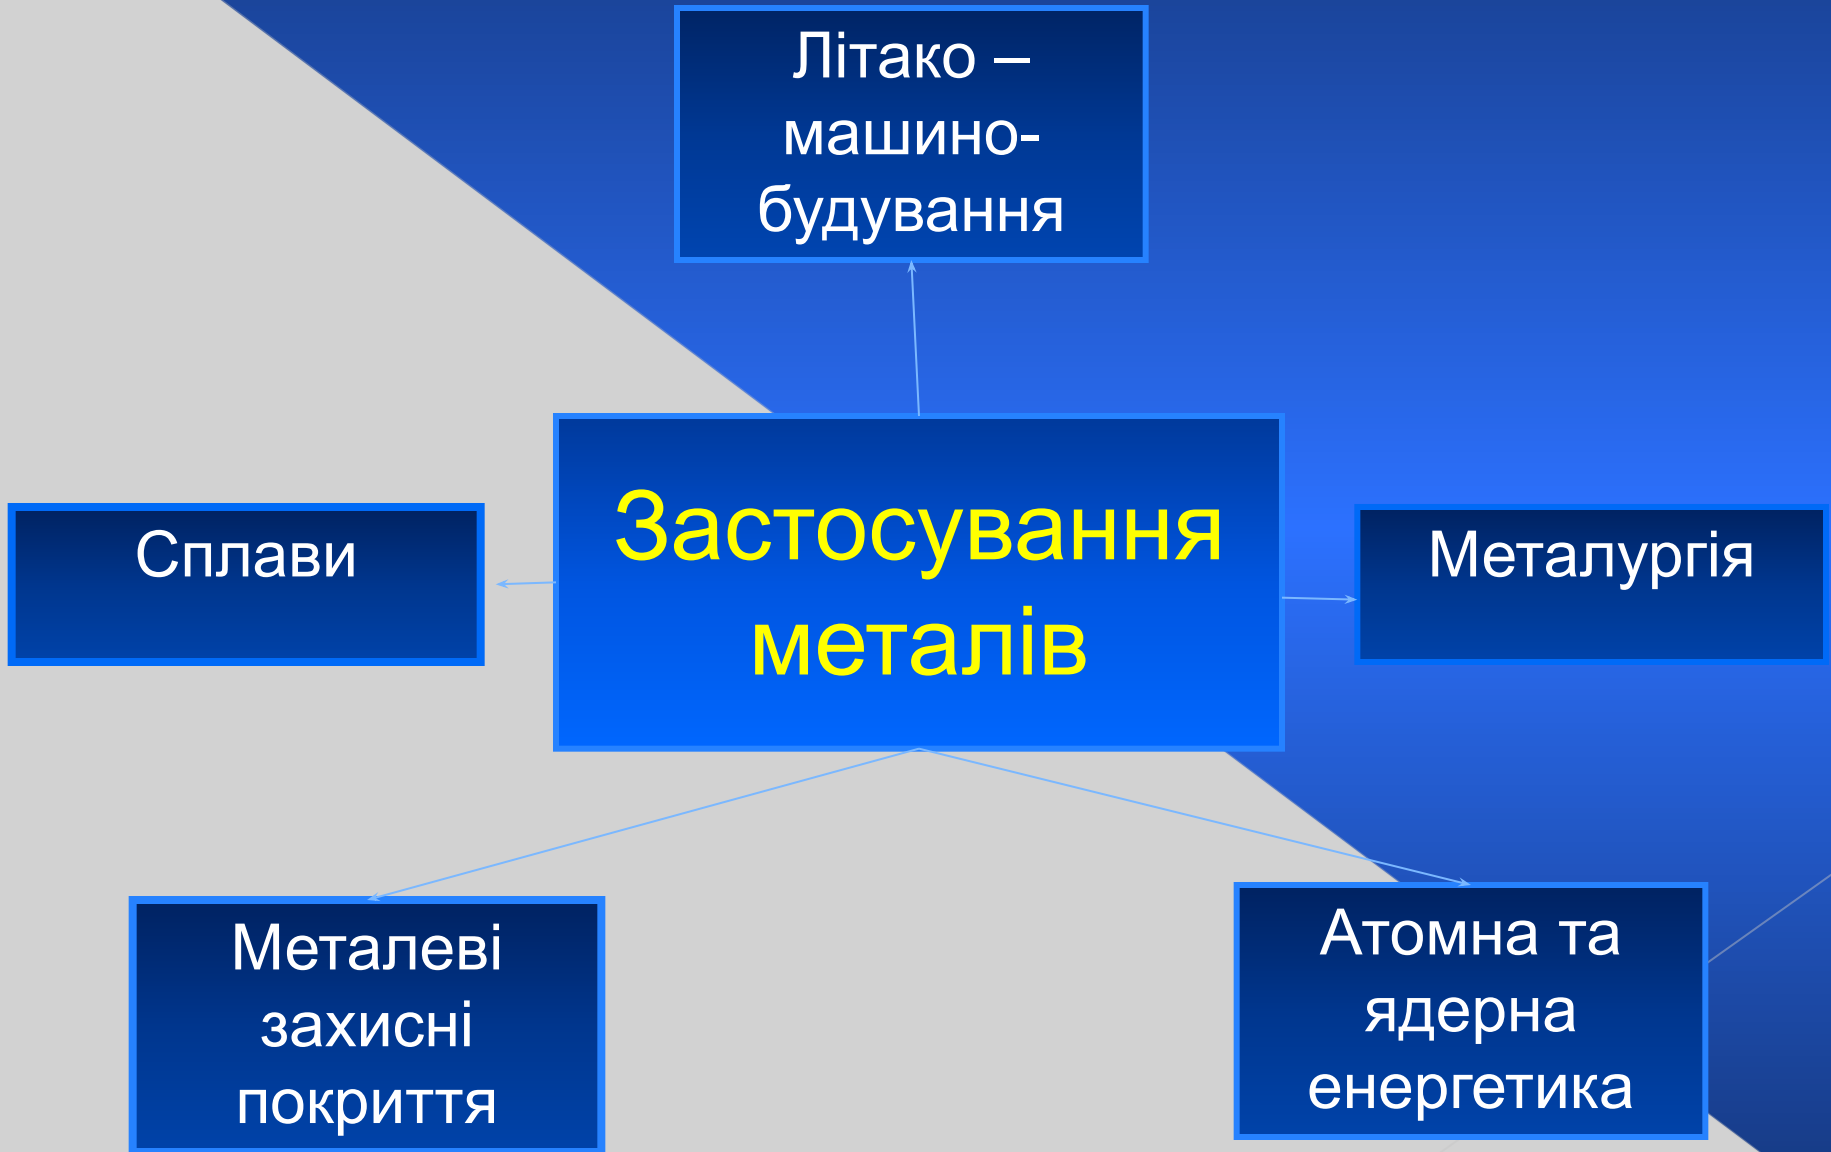 Літако –
машино-
будування
Сплави
Застосування
металів
Металургія
Металеві
захисні
покриття
Атомна та
ядерна
енергетика